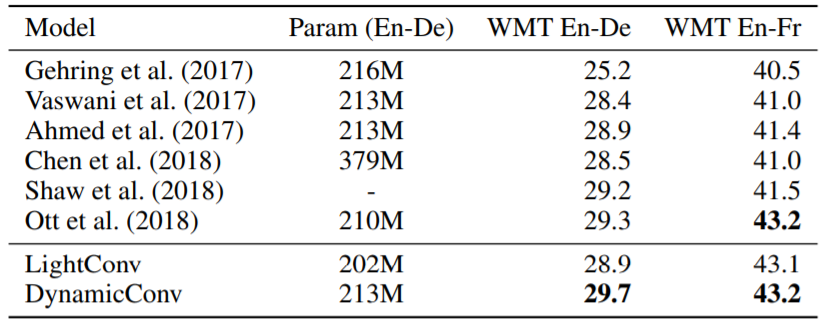 Model Param (En-De) WMT En-De WMT En-Fr
Gehring et al. (2017) 216M 25.2 40.5
Vaswani et al. (2017) 213M 28.4 41.0
Ahmed et al. (2017) 213M 28.9 41.4
Chen et al. (2018) 379M 28.5 41.0
Shaw et al. (2018) - 29.2 41.5
Ott et al. (2018) 210M 29.3 43.2
LightConv 202M 28.9 43.1
DynamicConv 213M 29.7 43.2